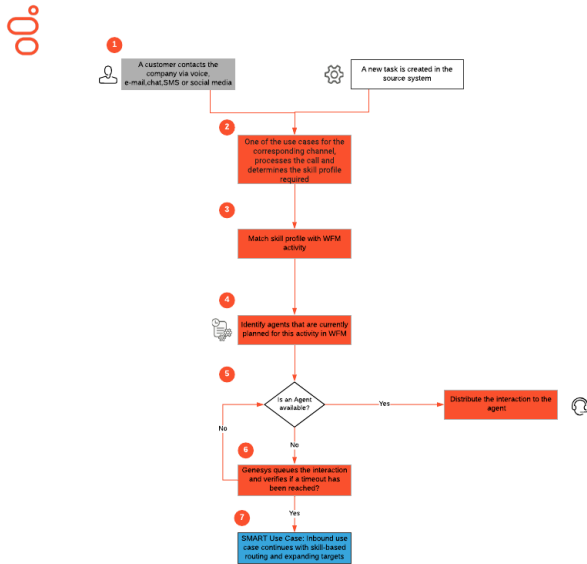 1
A customer contacts the
company via voice,
e-mail,chat,SMS or social media
A new task is created in the
source system
2
One of the use cases for the
corresponding channel,
processes the call and
determines the skill profile
required
3
Match skill profile with WFM
activity
4
Identify agents that are currently
planned for this activity in WFM
5
Is an Agent
available?
Yes
Distribute the interaction to the
agent
No
No
6
Genesys queues the interaction
and verifies if a timeout has
been reached?
Yes
7
SMART Use Case: Inbound use
case continues with skill-based
routing and expanding targets